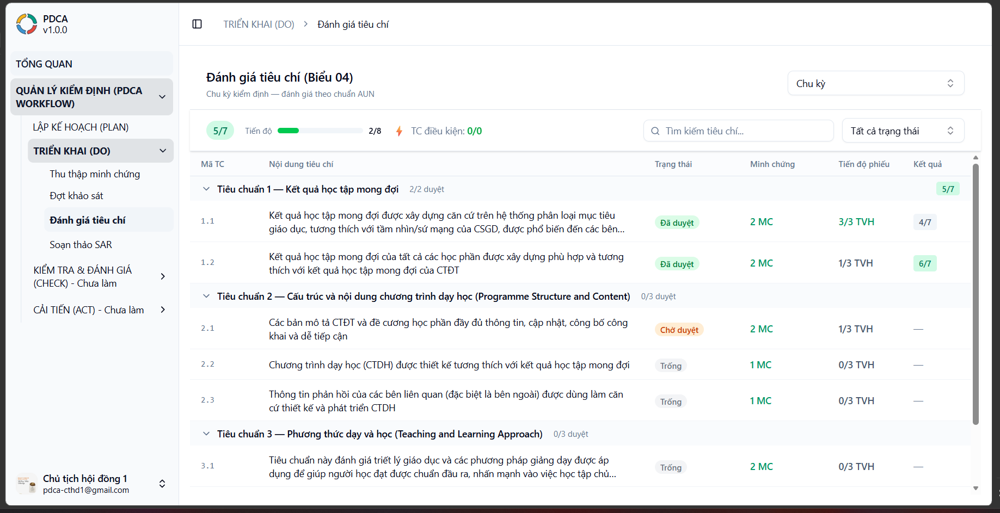 PDCA
v1.0.0
TỔNG QUAN
QUẢN LÝ KIỂM ĐỊNH (PDCA
WORKFLOW)
LẬP KẾ HOẠCH (PLAN)
TRIỂN KHAI (DO)
Thu thập minh chứng
Đợt khảo sát
Đánh giá tiêu chí
Soạn thảo SAR
KIỂM TRA & ĐÁNH GIÁ
(CHECK) - Chưa làm
CẢI TIẾN (ACT) - Chưa làm
Chủ tịch hội đồng 1
pdca-cthd1@gmail.com
TRIỂN KHAI (DO) > Đánh giá tiêu chí
Đánh giá tiêu chí (Biểu 04)
Chu kỳ kiểm định — đánh giá theo chuẩn AUN
Chu kỳ
5/7 Tiến độ 2/8 TC điều kiện: 0/0 Tìm kiếm tiêu chí... Tất cả trạng thái
Mã TC Nội dung tiêu chí Trạng thái Minh chứng Tiến độ phiếu Kết quả
Tiêu chuẩn 1 — Kết quả học tập mong đợi 2/2 duyệt 5/7
1.1 Kết quả học tập mong đợi được xây dựng căn cứ trên hệ thống phân loại mục tiêu
giáo dục, tương thích với tầm nhìn/sứ mạng của CSGD, được phổ biến đến các bên... Đã duyệt 2 MC 3/3 TVH 4/7
1.2 Kết quả học tập mong đợi của tất cả các học phần được xây dựng phù hợp và tương
thích với kết quả học tập mong đợi của CTĐT Đã duyệt 2 MC 1/3 TVH 6/7
Tiêu chuẩn 2 — Cấu trúc và nội dung chương trình dạy học (Programme Structure and Content) 0/3 duyệt
2.1 Các bản mô tả CTĐT và đề cương học phần đầy đủ thông tin, cập nhật, công bố công
khai và dễ tiếp cận Chờ duyệt 2 MC 1/3 TVH —
2.2 Chương trình dạy học (CTDH) được thiết kế tương thích với kết quả học tập mong đợi Trống 1 MC 0/3 TVH —
2.3 Thông tin phản hồi của các bên liên quan (đặc biệt là bên ngoài) được dùng làm căn
cứ thiết kế và phát triển CTDH Trống 1 MC 0/3 TVH —
Tiêu chuẩn 3 — Phương thức dạy và học (Teaching and Learning Approach) 0/3 duyệt
3.1 Tiêu chuẩn này đánh giá triết lý giáo dục và các phương pháp giảng dạy được áp
dụng để giúp người học đạt được chuẩn đầu ra, nhấn mạnh vào việc học tập chủ... Trống 2 MC 0/3 TVH —